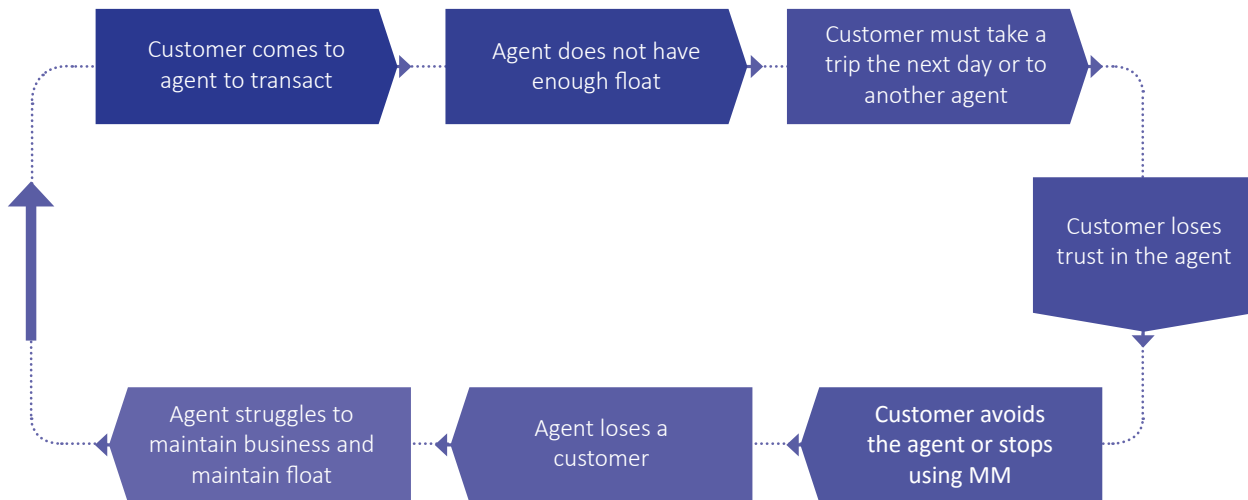 Customer comes to
agent to transact
Agent does not have
enough float
Customer must take a
trip the next day or to
another agent
Customer loses
trust in the agent
Customer avoids
the agent or stops
using MM
Agent loses a
customer
Agent struggles to
maintain business and
maintain float